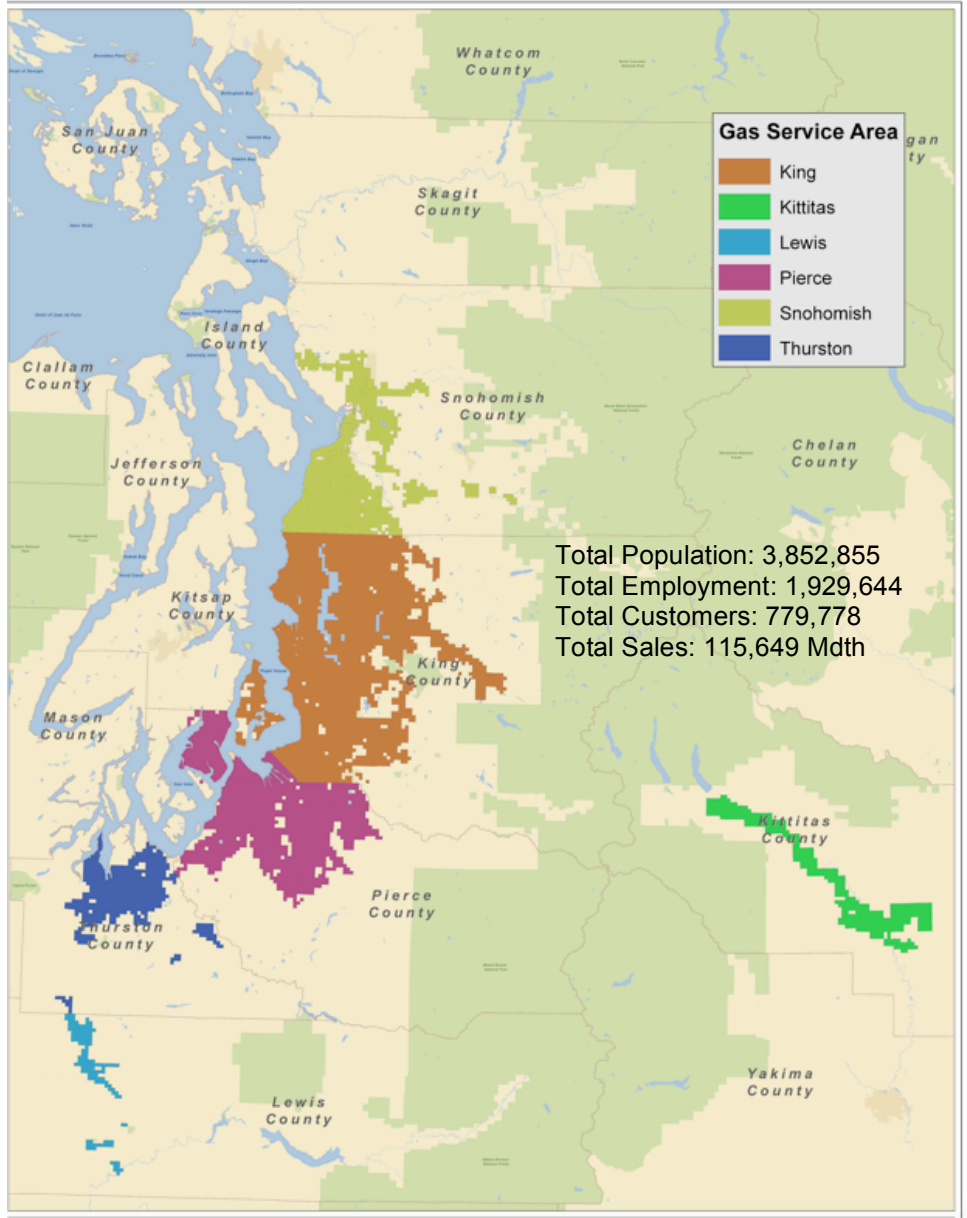 Whatcom
County
San Juan
County
Gas Service Area
King
Kittitas
Lewis
Pierce
Snohomish
Thurston
gan
ty
Skagit
County
Island
County
Clallam
County
Snohomish
County
Chelan
County
Jefferson
County
Total Population: 3,852,855
Total Employment: 1,929,644
Total Customers: 779,778
Total Sales: 115,649 Mdth
Kitsap
County
King
County
Mason
County
Kittitas
County
Pierce
County
Thurston
County
Yakima
County
Lewis
County